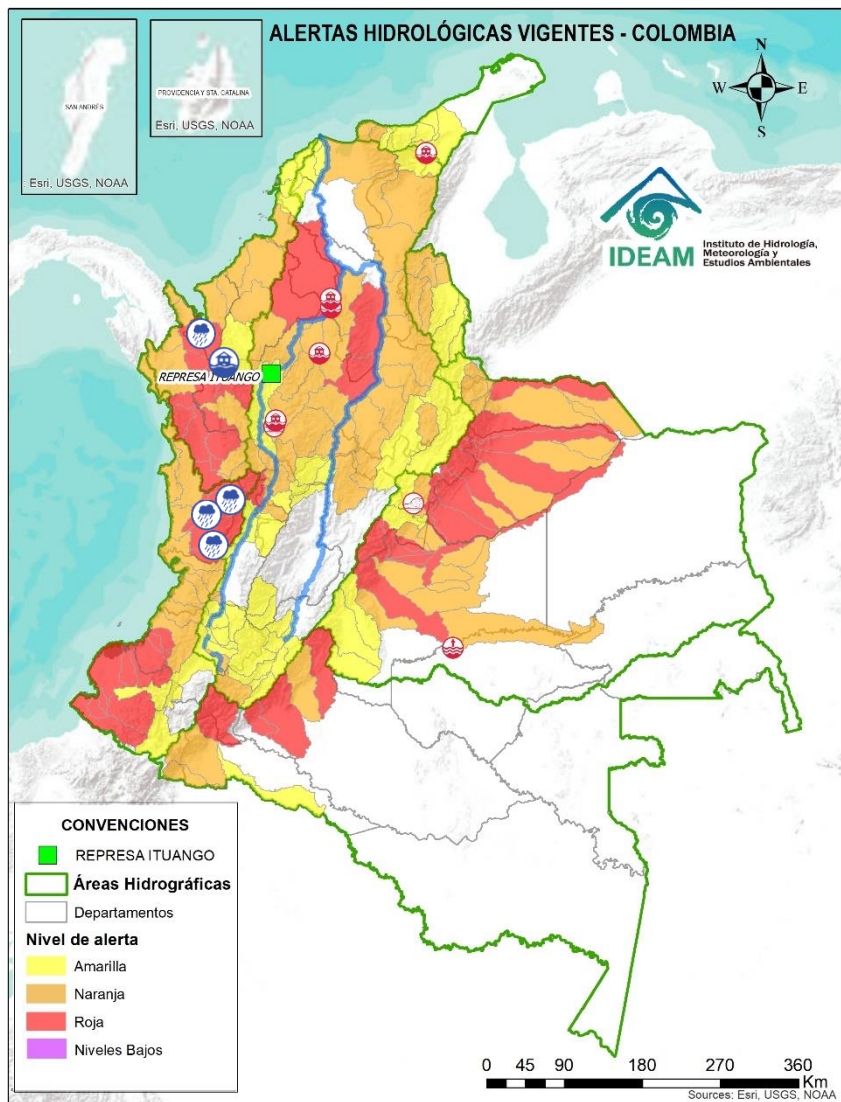 ALERTAS HIDROLÓGICAS VIGENTES - COLOMBIA
SAN ANDRÉS
Esri, USGS, NOAA
PROVIDENCIA Y STA. CATALINA
Esri, USGS, NOAA
N
W
E
S
IDEAM
Instituto de Hidrología,
Meteorología y
Estudios Ambientales
REPRESA ITUANGO
CONVENCIONES
REPRESA ITUANGO
Áreas Hidrográficas
Departamentos
Nivel de alerta
Amarilla
Naranja
Roja
Niveles Bajos
0 45 90 180 270 360
Km
Sources: Esri, USGS, NOAA